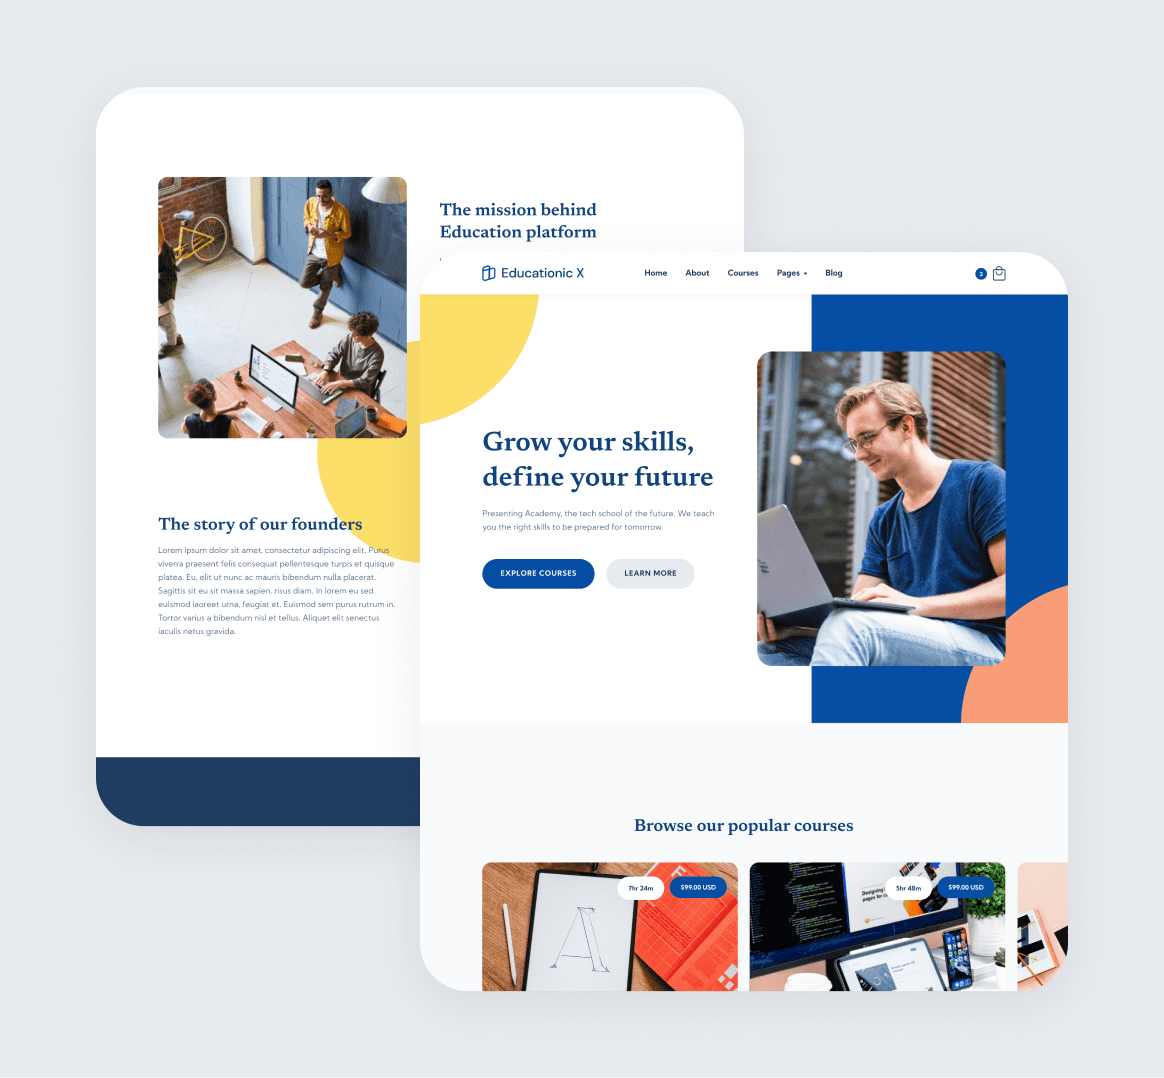 The mission behind
Education platform
Educationic X
Home
About
Courses
Pages
Blog
3
Grow your skills,
define your future
Presenting Academy, the tech school of the future. We teach
you the right skills to be prepared for tomorrow.
EXPLORE COURSES
LEARN MORE
The story of our founders
Lorem ipsum dolor sit amet, consectetur adipiscing elit. Purus
viverra praesent felis consequat pellentesque turpis et quisque
platea. Eu, elit ut nunc ac mauris bibendum nulla placerat.
Sagittis sit eu sit massa sapien, risus diam. In lorem eu sed
euismod laoreet urna, feugiat et. Euismod sem purus rutrum in.
Tortor varius a bibendum nisl et tellus. Aliquet elit senectus
iaculis netus gravida.
Browse our popular courses
7hr 24m
$99.00 USD
A
5hr 48m
$99.00 USD
Designing
pages for